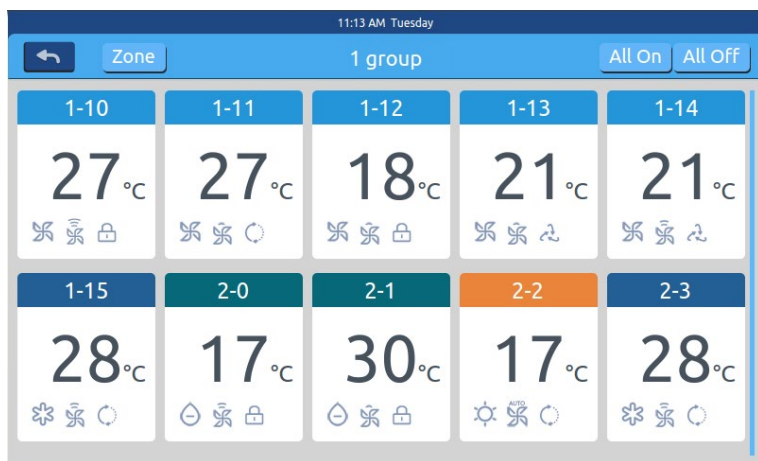 11:13 AM Tuesday
Zone 1 group All On All Off
1-10 1-11 1-12 1-13 1-14
27°C 27°C 18°C 21°C 21°C
1-15 2-0 2-1 2-2 2-3
28°C 17°C 30°C 17°C 28°C
AUTO